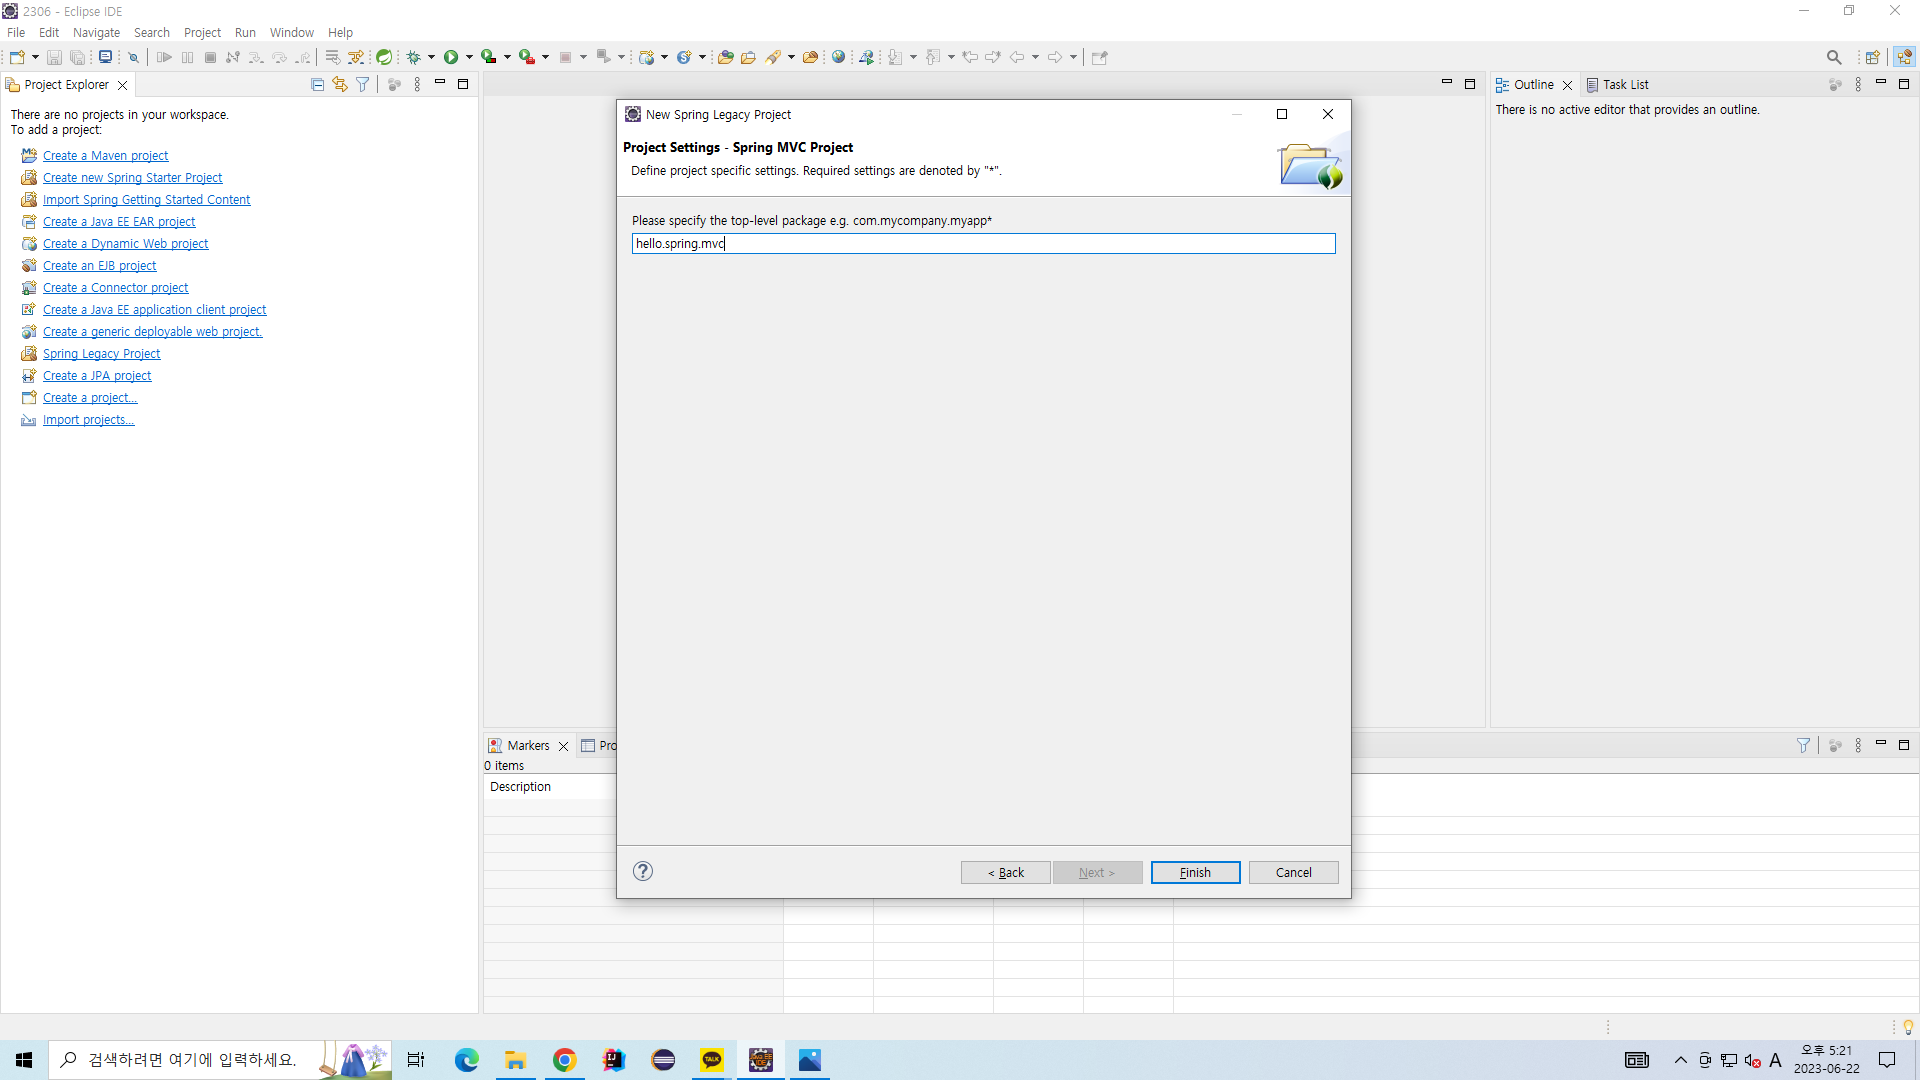 2306 - Eclipse IDE
File Edit Navigate Search Project Run Window Help
Project Explorer
There are no projects in your workspace.
To add a project:
Create a Maven project
Create new Spring Starter Project
Import Spring Getting Started Content
Create a Java EE EAR project
Create a Dynamic Web project
Create an EJB project
Create a Connector project
Create a Java EE application client project
Create a generic deployable web project.
Spring Legacy Project
Create a JPA project
Create a project...
Import projects...
New Spring Legacy Project
Project Settings - Spring MVC Project
Define project specific settings. Required settings are denoted by "*".
Please specify the top-level package e.g. com.mycompany.myapp*
hello.spring.mvc
< Back Next > Finish Cancel
Outline Task List
There is no active editor that provides an outline.
Markers Pro
0 items
Description
검색하려면 여기에 입력하세요.
IJ
TALK
Java EE
IDE
A
오후 5:21
2023-06-22